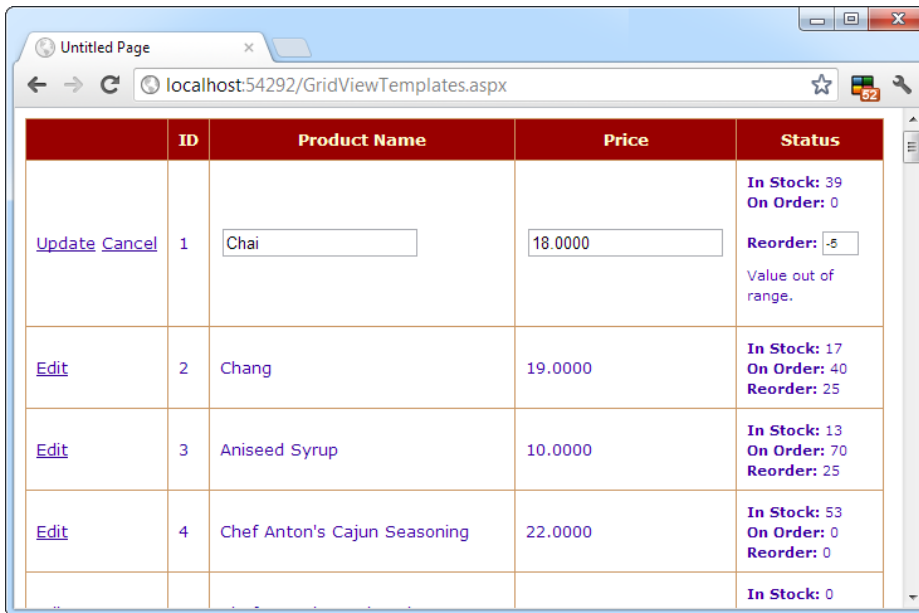 Untitled Page
localhost:54292/GridViewTemplates.aspx
52
ID Product Name Price Status
Update Cancel 1 Chai 18.0000
In Stock: 39
On Order: 0
Reorder: -5
Value out of
range.
Edit 2 Chang 19.0000
In Stock: 17
On Order: 40
Reorder: 25
Edit 3 Aniseed Syrup 10.0000
In Stock: 13
On Order: 70
Reorder: 25
Edit 4 Chef Anton's Cajun Seasoning 22.0000
In Stock: 53
On Order: 0
Reorder: 0
In Stock: 0